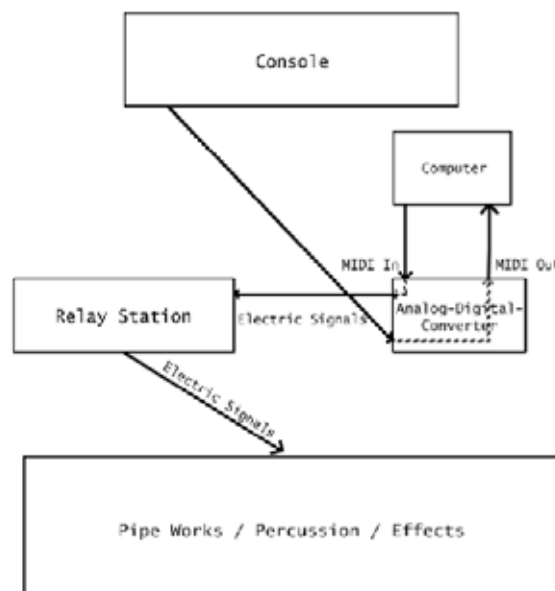 Console
Computer
MIDI In
MIDI Out
Relay Station
Electric Signals
Analog-Digital-
Converter
Electric Signals
Pipe Works / Percussion / Effects